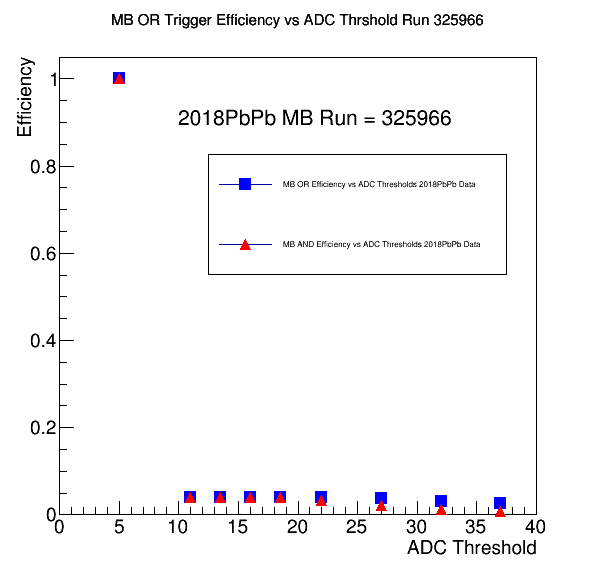 MB OR Trigger Efficiency vs ADC Thrshold Run 325966
Efficiency
1
0.8
0.6
0.4
0.2
0
2018PbPb MB Run = 325966
MB OR Efficiency vs ADC Thresholds 2018PbPb Data
MB AND Efficiency vs ADC Thresholds 2018PbPb Data
0 5 10 15 20 25 30 35 40
ADC Threshold